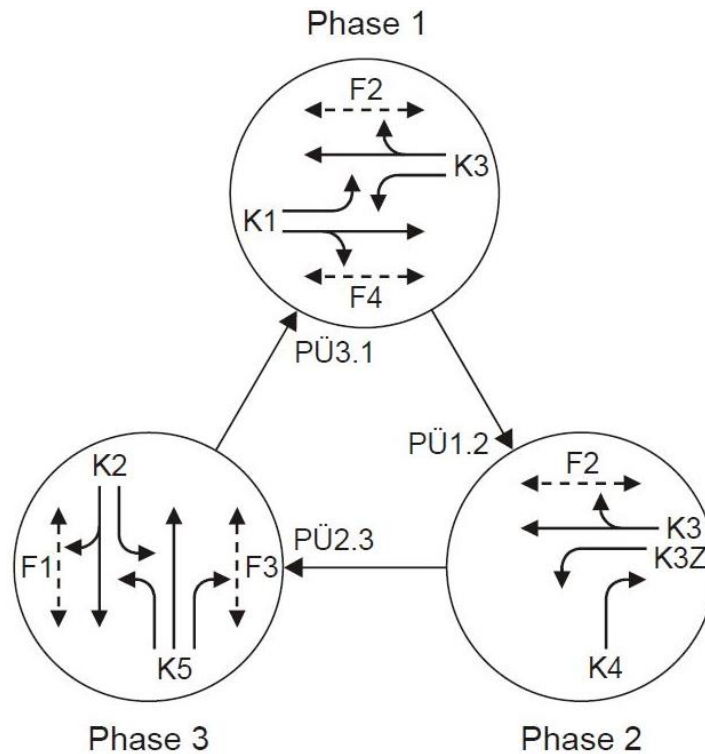 Phase 1
F2
K3
K1
F4
PÜ3.1
PÜ1.2
K2
F1
F3
K5
PÜ2.3
F2
K3
K3Z
K4
Phase 3
Phase 2